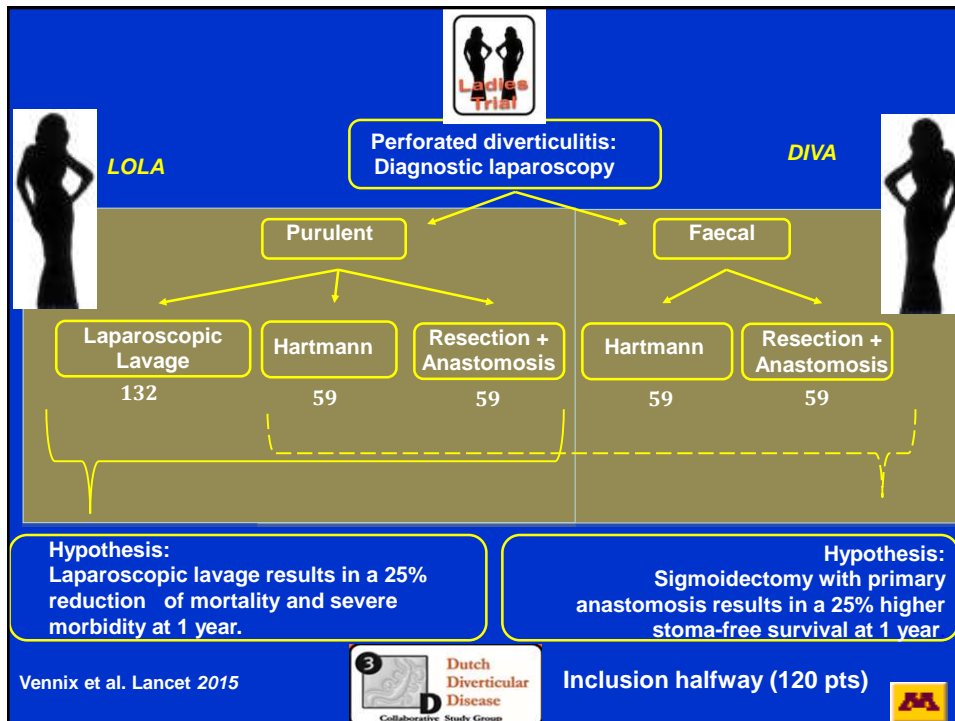 Ladies
Trial
LOLA
Perforated diverticulitis:
Diagnostic laparoscopy
DIVA
Purulent
Faecal
Laparoscopic
Lavage
Hartmann
Resection +
Anastomosis
Hartmann
Resection +
Anastomosis
132
59
59
59
59
Hypothesis:
Laparoscopic lavage results in a 25%
reduction of mortality and severe
morbidity at 1 year.
Hypothesis:
Sigmoidectomy with primary
anastomosis results in a 25% higher
stoma-free survival at 1 year
Vennix et al. Lancet 2015
3
D
Dutch
Diverticular
Disease
Collaborative Study Group
Inclusion halfway (120 pts)
M